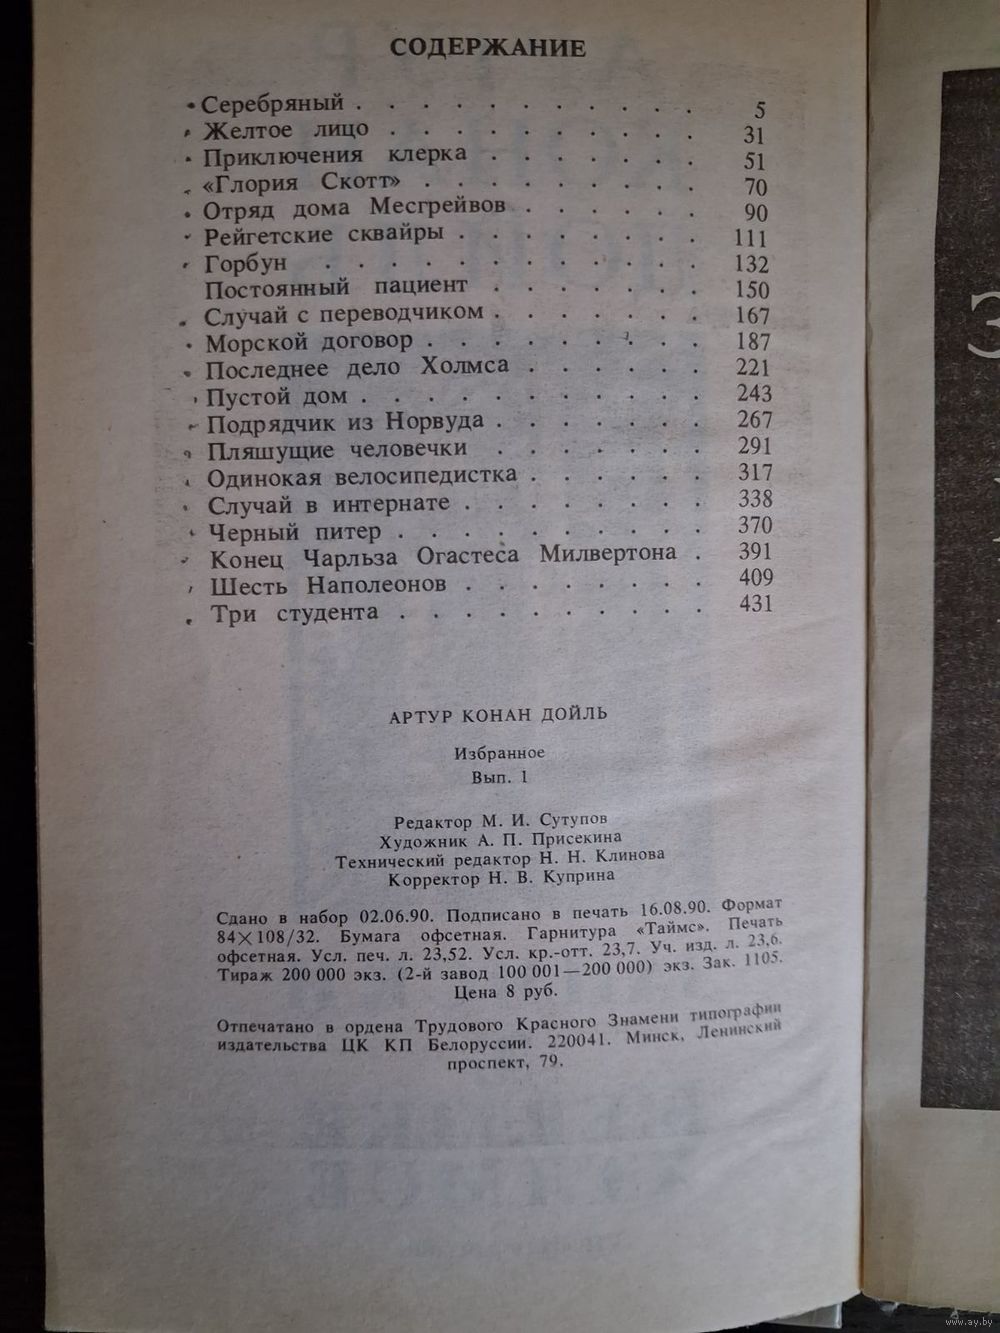 СОДЕРЖАНИЕ
Серебряный . . . . . . . . . . . 5
Желтое лицо . . . . . . . . . . 31
Приключения клерка . . . . . . . 51
«Глория Скотт» . . . . . . . . . 70
Отряд дома Месгрейвов . . . . . . 90
Рейгетские сквайры . . . . . . . . 111
Горбун . . . . . . . . . . . . 132
Постоянный пациент . . . . . . . 150
Случай с переводчиком . . . . . . . 167
Морской договор . . . . . . . . . 187
Последнее дело Холмса . . . . . . 221
Пустой дом . . . . . . . . . . . 243
Подрядчик из Норвуда . . . . . . . 267
Пляшущие человечки . . . . . . . 291
Одинокая велосипедистка . . . . . . 317
Случай в интернате . . . . . . . . 338
Черный питер . . . . . . . . . . 370
Конец Чарльза Огастеса Милвертона . 391
Шесть Наполеонов . . . . . . . . 409
Три студента . . . . . . . . . . 431
АРТУР КОНАН ДОЙЛЬ
Избранное
Вып. 1
Редактор М. И. Сутупов
Художник А. П. Присекина
Технический редактор Н. Н. Клинова
Корректор Н. В. Куприна
Сдано в набор 02.06.90. Подписано в печать 16.08.90. Формат
84×108/32. Бумага офсетная. Гарнитура «Таймс». Печать
офсетная. Усл. печ. л. 23,52. Усл. кр.-отт. 23,7. Уч. изд. л. 23,6.
Тираж 200 000 экз. (2-й завод 100 001—200 000) экз. Зак. 1105.
Цена 8 руб.
Отпечатано в ордена Трудового Красного Знамени типографии
издательства ЦК КП Белоруссии. 220041. Минск, Ленинский
проспект, 79.
www.ay.by